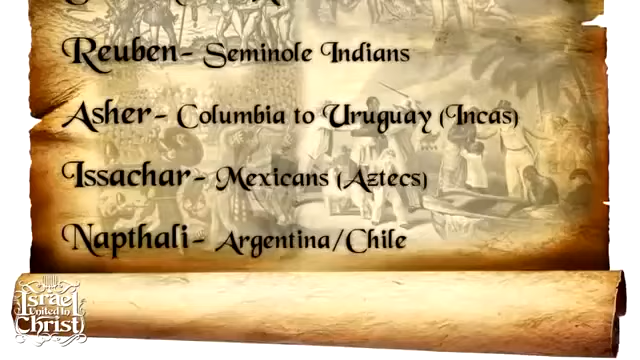 Reuben- Seminole Indians
Asher- Columbia to Uruguay (Incas)
Issachar- Mexicans (Aztecs)
Napthali- Argentina/Chile
Israel
United In
Christ